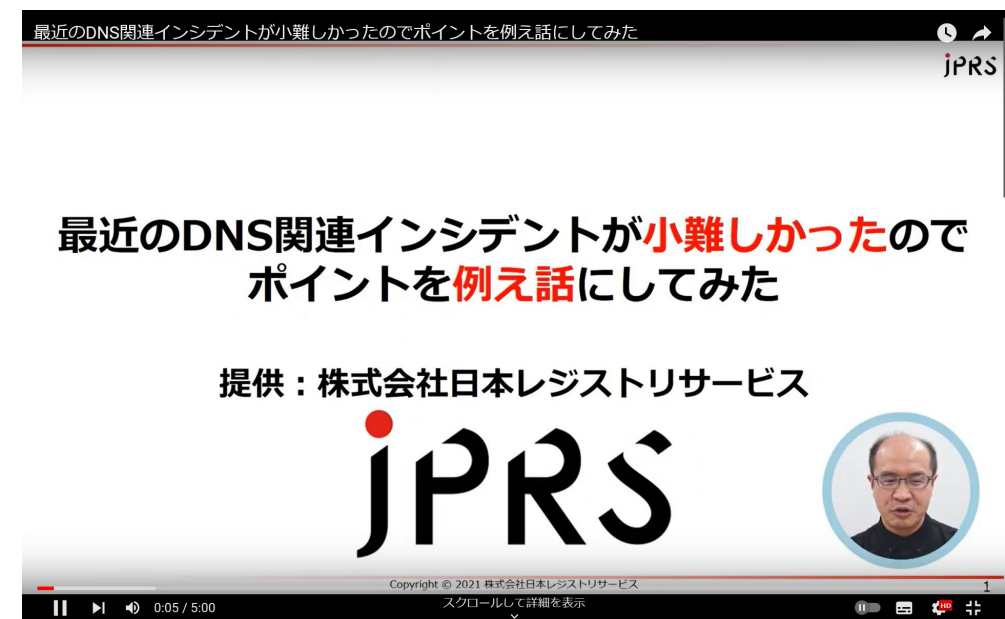 最近のDNS関連インシデントが小難しかったのでポイントを例え話にしてみた
JPRS
最近のDNS関連インシデントが小難しかったので
ポイントを例え話にしてみた
提供：株式会社日本レジストリサービス
JPRS
Copyright © 2021 株式会社日本レジストリサービス
1
0:05 / 5:00
スクロールして詳細を表示
HD